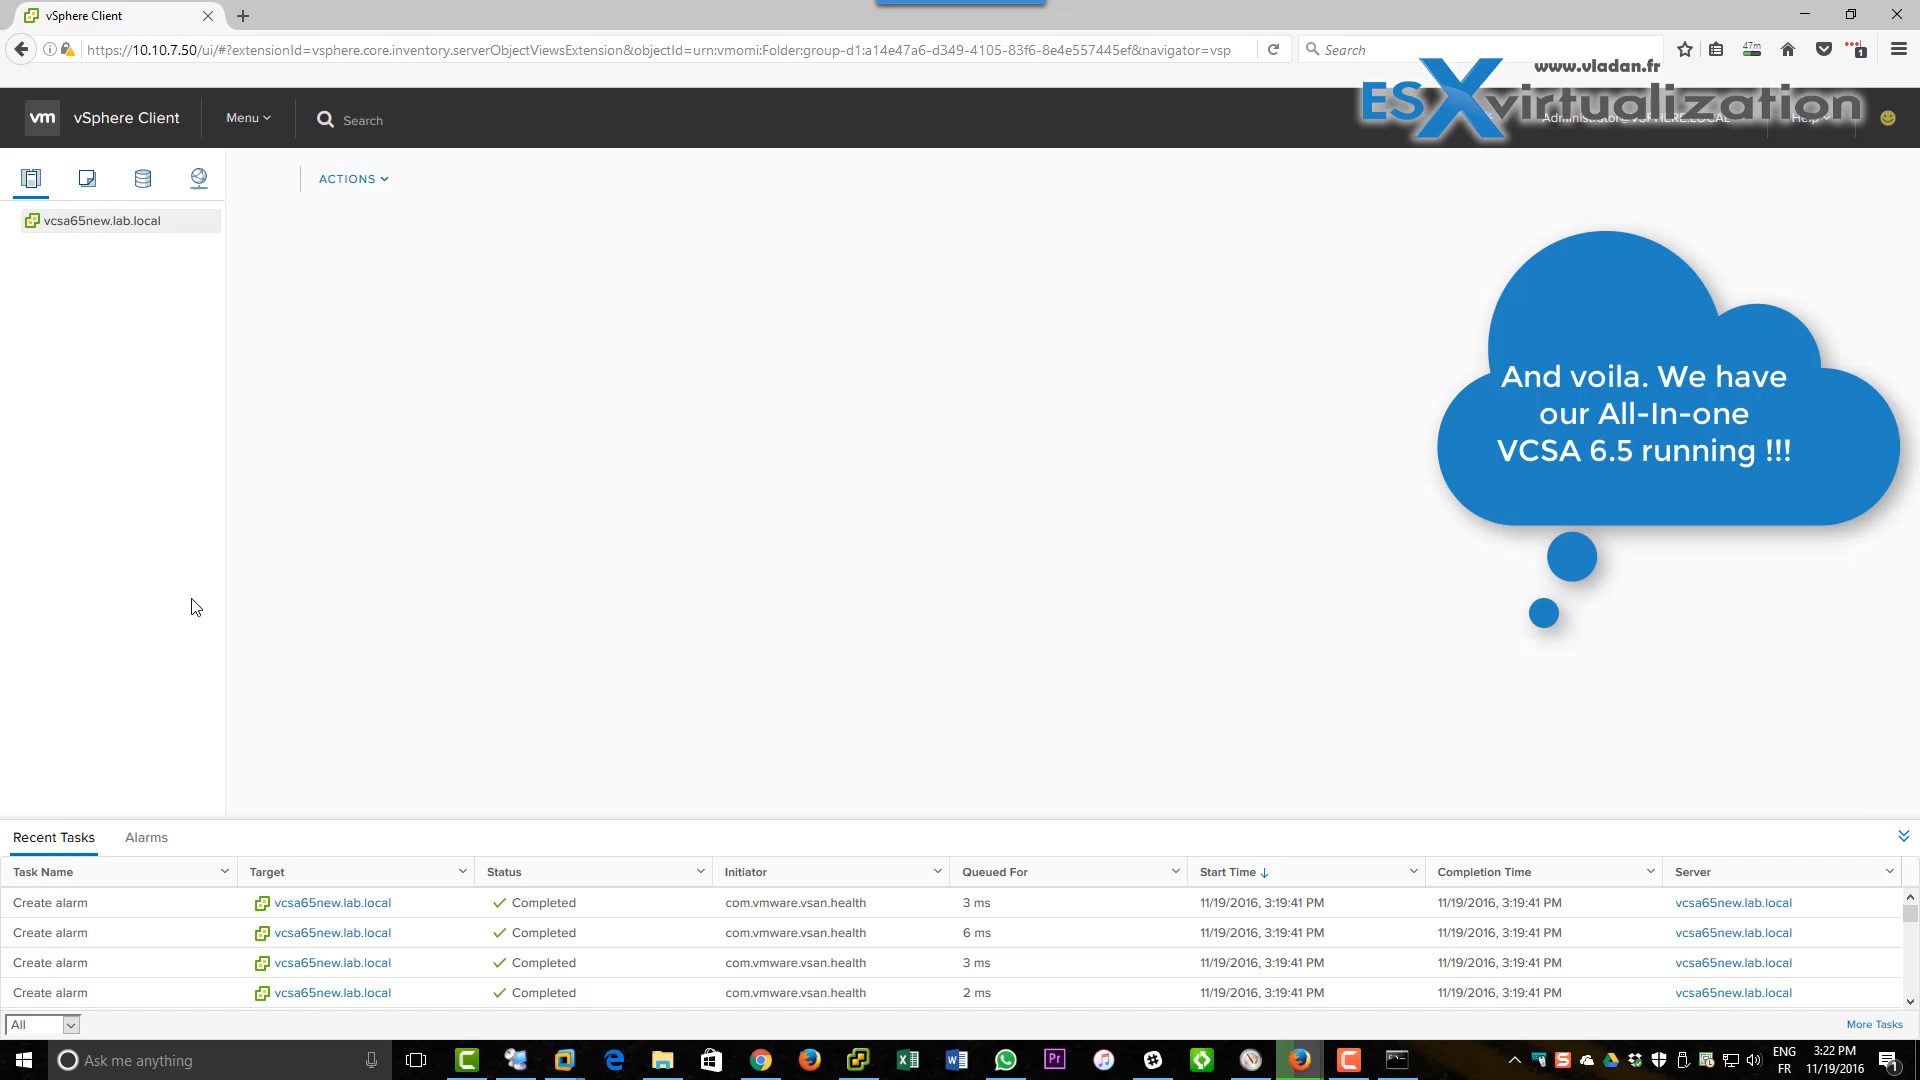 vSphere Client
https://10.10.7.50/ui/#?extensionId=vsphere.core.inventory.serverObjectViewsExtension&objectId=urn:vmomi:Folder:group-d1:a14e47a6-d349-4105-83f6-8e4e557445ef&navigator=vsp
Search
47m
1
www.vladan.fr
ESXvirtualization
vm vSphere Client
Menu
Search
Administrator@VSPHERE.LOCAL
Help
ACTIONS
vcsa65new.lab.local
And voila. We have
our All-In-one
VCSA 6.5 running !!!
Recent Tasks Alarms
Task Name Target Status Initiator Queued For Start Time Completion Time Server
Create alarm vcsa65new.lab.local Completed com.vmware.vsan.health 3 ms 11/19/2016, 3:19:41 PM 11/19/2016, 3:19:41 PM vcsa65new.lab.local
Create alarm vcsa65new.lab.local Completed com.vmware.vsan.health 6 ms 11/19/2016, 3:19:41 PM 11/19/2016, 3:19:41 PM vcsa65new.lab.local
Create alarm vcsa65new.lab.local Completed com.vmware.vsan.health 3 ms 11/19/2016, 3:19:41 PM 11/19/2016, 3:19:41 PM vcsa65new.lab.local
Create alarm vcsa65new.lab.local Completed com.vmware.vsan.health 2 ms 11/19/2016, 3:19:41 PM 11/19/2016, 3:19:41 PM vcsa65new.lab.local
All
More Tasks
Ask me anything
Pr
ENG
FR
3:22 PM
11/19/2016
1